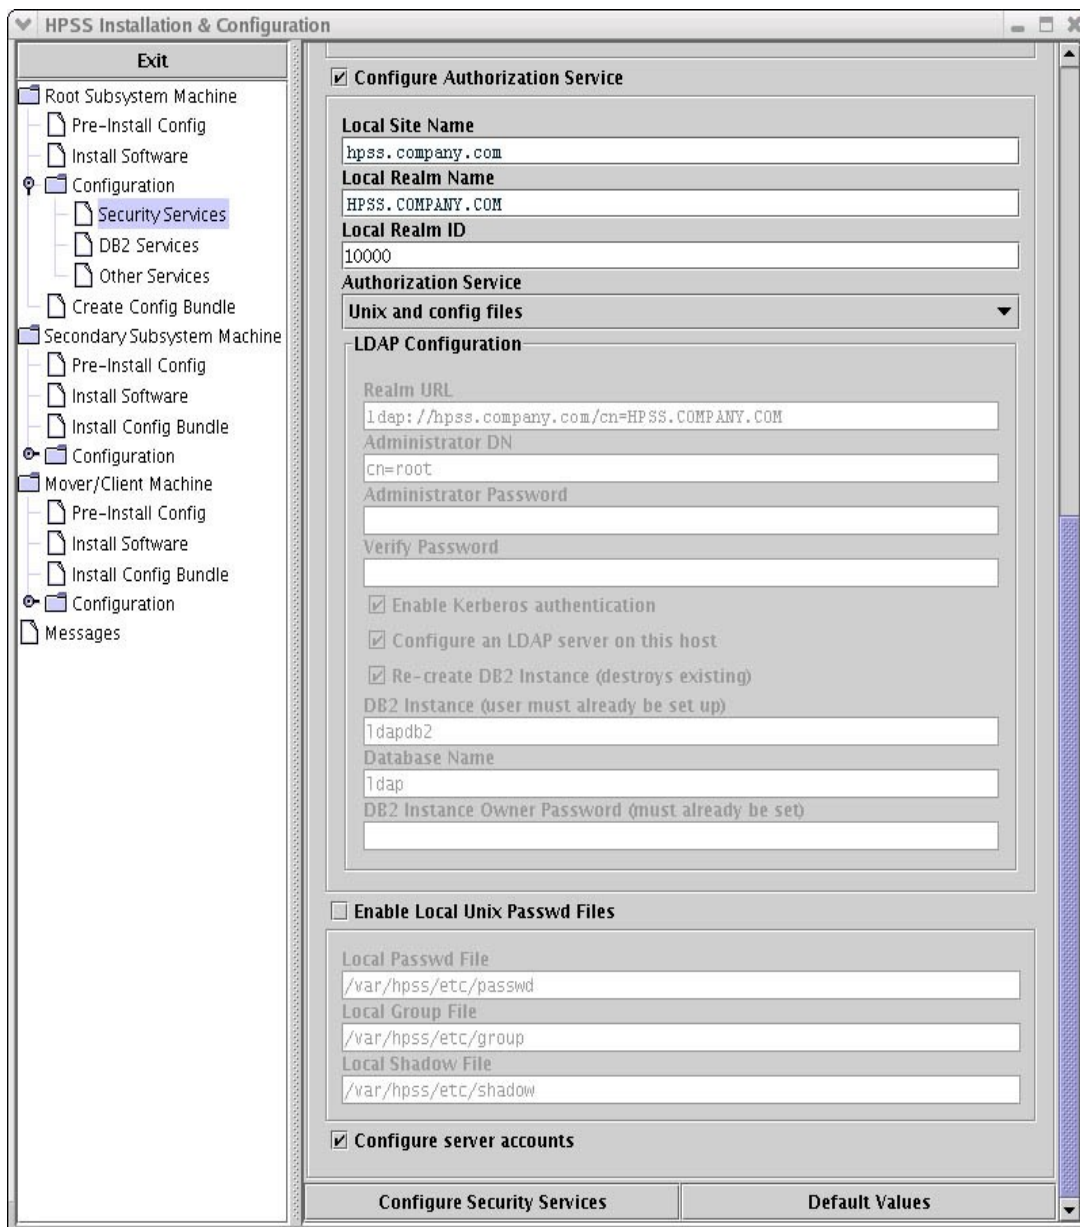 HPSS Installation & Configuration
Exit
Root Subsystem Machine
Pre-Install Config
Install Software
Configuration
Security Services
DB2 Services
Other Services
Create Config Bundle
Secondary Subsystem Machine
Pre-Install Config
Install Software
Install Config Bundle
Configuration
Mover/Client Machine
Pre-Install Config
Install Software
Install Config Bundle
Configuration
Messages
Configure Authorization Service
Local Site Name
hpss.company.com
Local Realm Name
HPSS.COMPANY.COM
Local Realm ID
10000
Authorization Service
Unix and config files
LDAP Configuration
Realm URL
ldap://hpss.company.com/cn=HPSS.COMPANY.COM
Administrator DN
cn=root
Administrator Password
Verify Password
Enable Kerberos authentication
Configure an LDAP server on this host
Re-create DB2 Instance (destroys existing)
DB2 Instance (user must already be set up)
ldapdb2
Database Name
ldap
DB2 Instance Owner Password (must already be set)
Enable Local Unix Passwd Files
Local Passwd File
/var/hpss/etc/passwd
Local Group File
/var/hpss/etc/group
Local Shadow File
/var/hpss/etc/shadow
Configure server accounts
Configure Security Services
Default Values